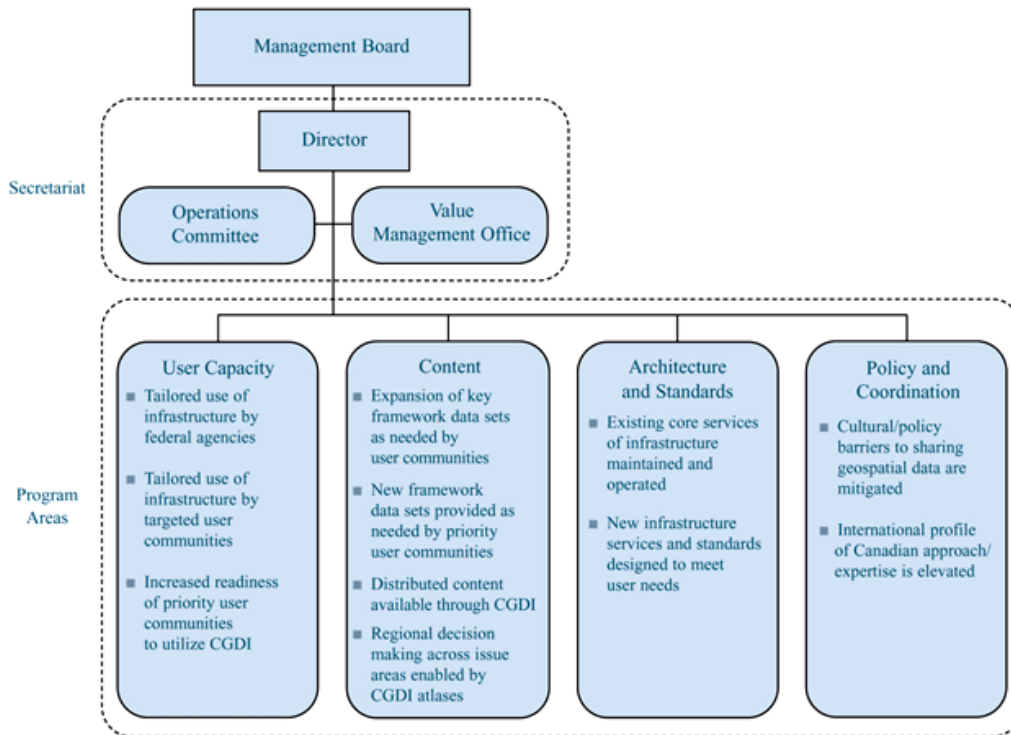 Management Board
Director
Secretariat
Operations
Committee
Value
Management Office
Program
Areas
User Capacity
Tailored use of
infrastructure by
federal agencies
Tailored use of
infrastructure by
targeted user
communities
Increased readiness
of priority user
communities
to utilize CGDI
Content
Expansion of key
framework data sets
as needed by
user communities
New framework
data sets provided as
needed by priority
user communities
Distributed content
available through CGDI
Regional decision
making across issue
areas enabled by
CGDI atlases
Architecture
and Standards
Existing core services
of infrastructure
maintained and
operated
New infrastructure
services and standards
designed to meet
user needs
Policy and
Coordination
Cultural/policy
barriers to sharing
geospatial data are
mitigated
International profile
of Canadian approach/
expertise is elevated